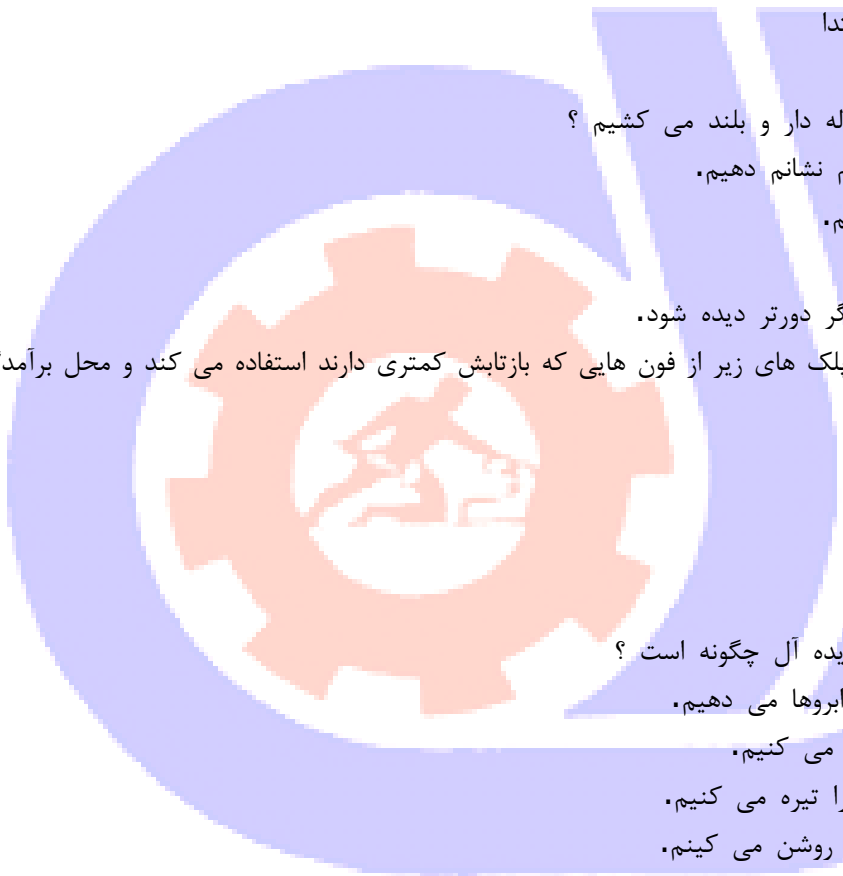 تدا
له دار و بلند می کشیم ؟
م نشانم دهیم.
م.
گر دورتر دیده شود.
پلک های زیر از فون هایی که بازتابش کمتری دارند استفاده می کند و محل برآمد
یده آل چگونه است ؟
ابروها می دهیم.
می کنیم.
را تیره می کنیم.
روشن می کینم.